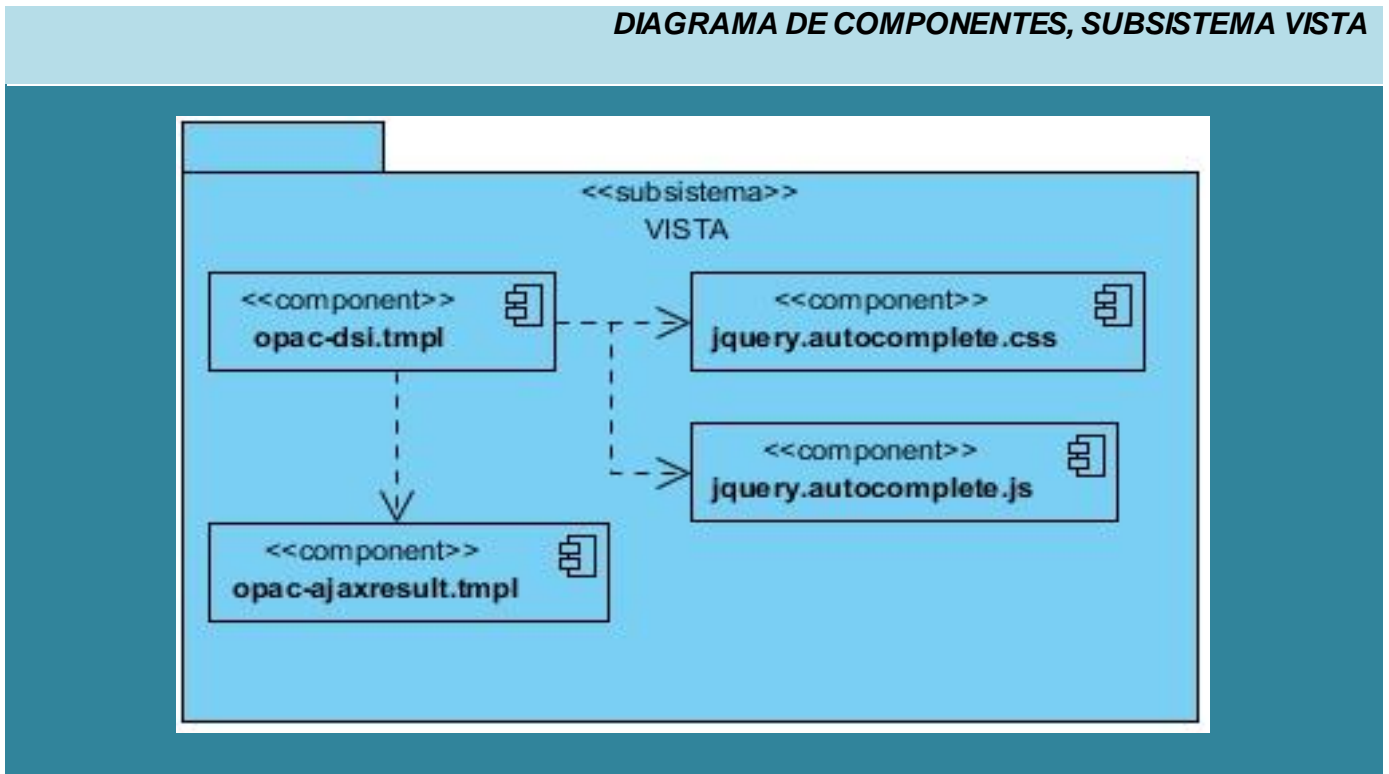 DIAGRAMA DE COMPONENTES, SUBSISTEMA VISTA
<<subsistema>>
VISTA
<<component>>
opac-dsi.tmpl
<<component>>
jquery.autocomplete.css
<<component>>
jquery.autocomplete.js
<<component>>
opac-ajaxresult.tmpl